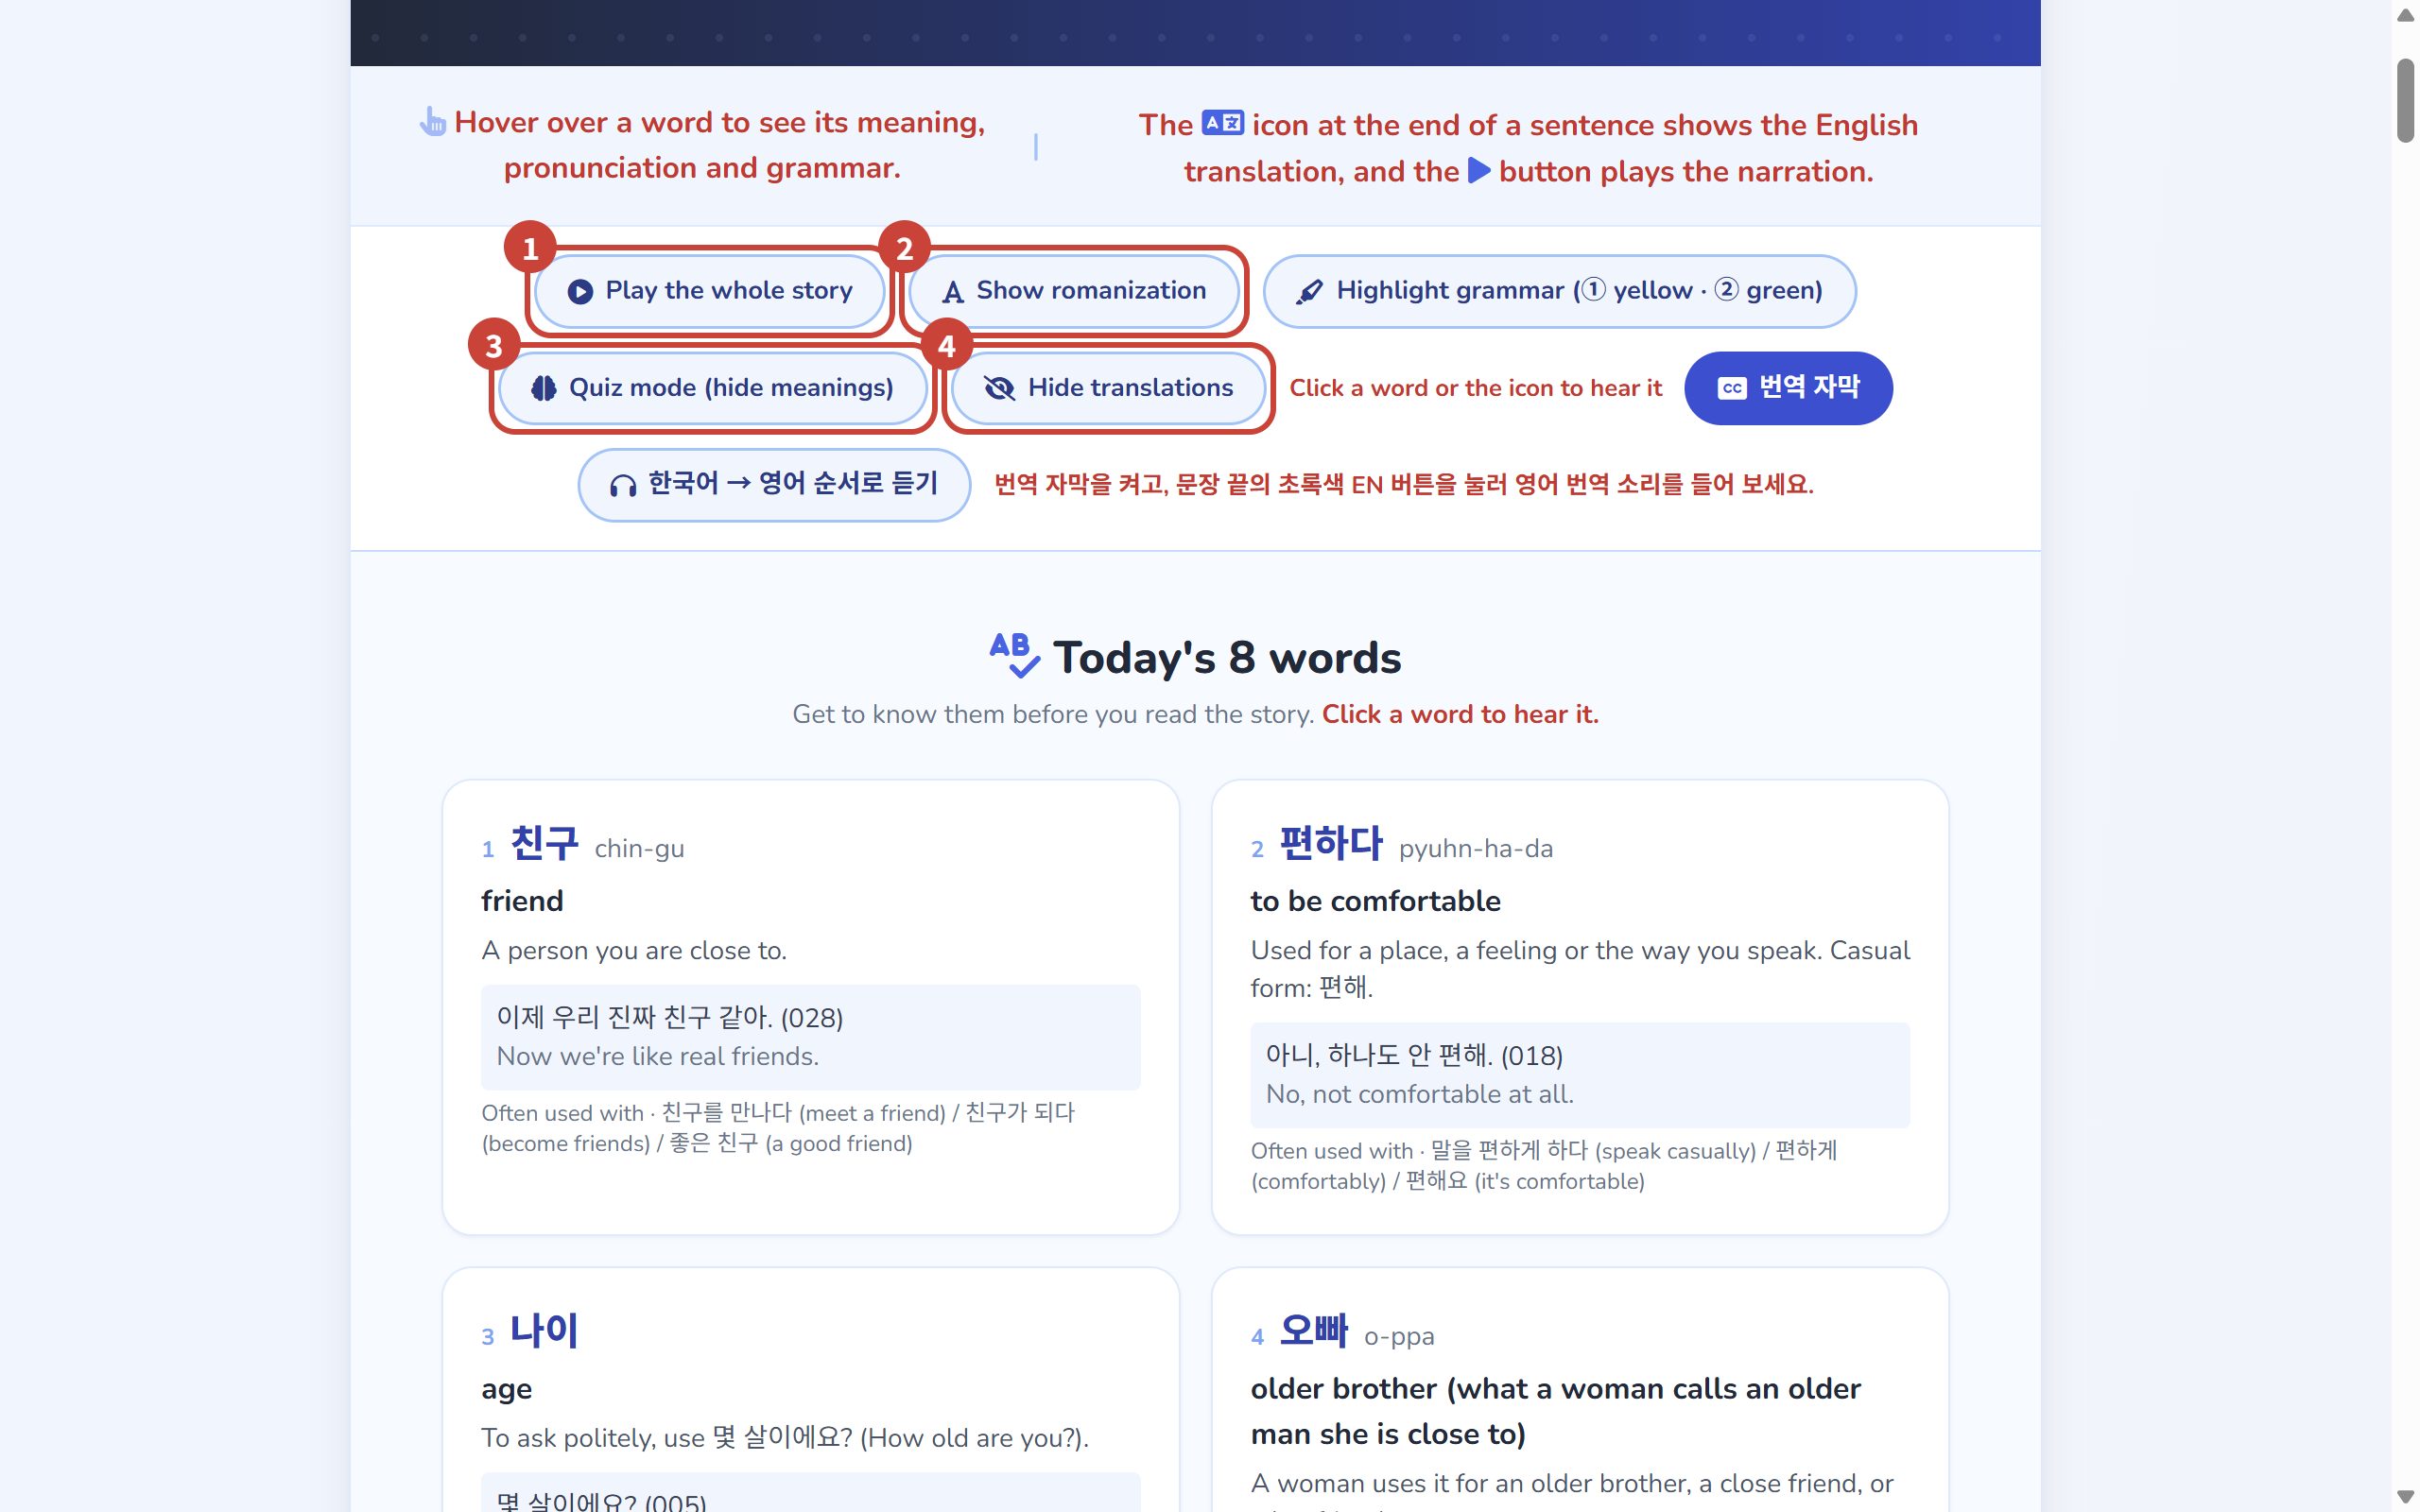 Hover over a word to see its meaning,
pronunciation and grammar.
The icon at the end of a sentence shows the English
translation, and the button plays the narration.
1
2
Play the whole story
Show romanization
Highlight grammar (① yellow · ② green)
3
4
Quiz mode (hide meanings)
Hide translations
Click a word or the icon to hear it
CC 번역 자막
한국어 → 영어 순서로 듣기
번역 자막을 켜고, 문장 끝의 초록색 EN 버튼을 눌러 영어 번역 소리를 들어 보세요.
Today's 8 words
Get to know them before you read the story. Click a word to hear it.
1 친구 chin-gu
friend
A person you are close to.
이제 우리 진짜 친구 같아. (028)
Now we're like real friends.
Often used with · 친구를 만나다 (meet a friend) / 친구가 되다
(become friends) / 좋은 친구 (a good friend)
2 편하다 pyuhn-ha-da
to be comfortable
Used for a place, a feeling or the way you speak. Casual
form: 편해.
아니, 하나도 안 편해. (018)
No, not comfortable at all.
Often used with · 말을 편하게 하다 (speak casually) / 편하게
(comfortably) / 편해요 (it's comfortable)
3 나이
age
To ask politely, use 몇 살이에요? (How old are you?).
몇 살이에요? (005)
4 오빠 o-ppa
older brother (what a woman calls an older
man she is close to)
A woman uses it for an older brother, a close friend, or